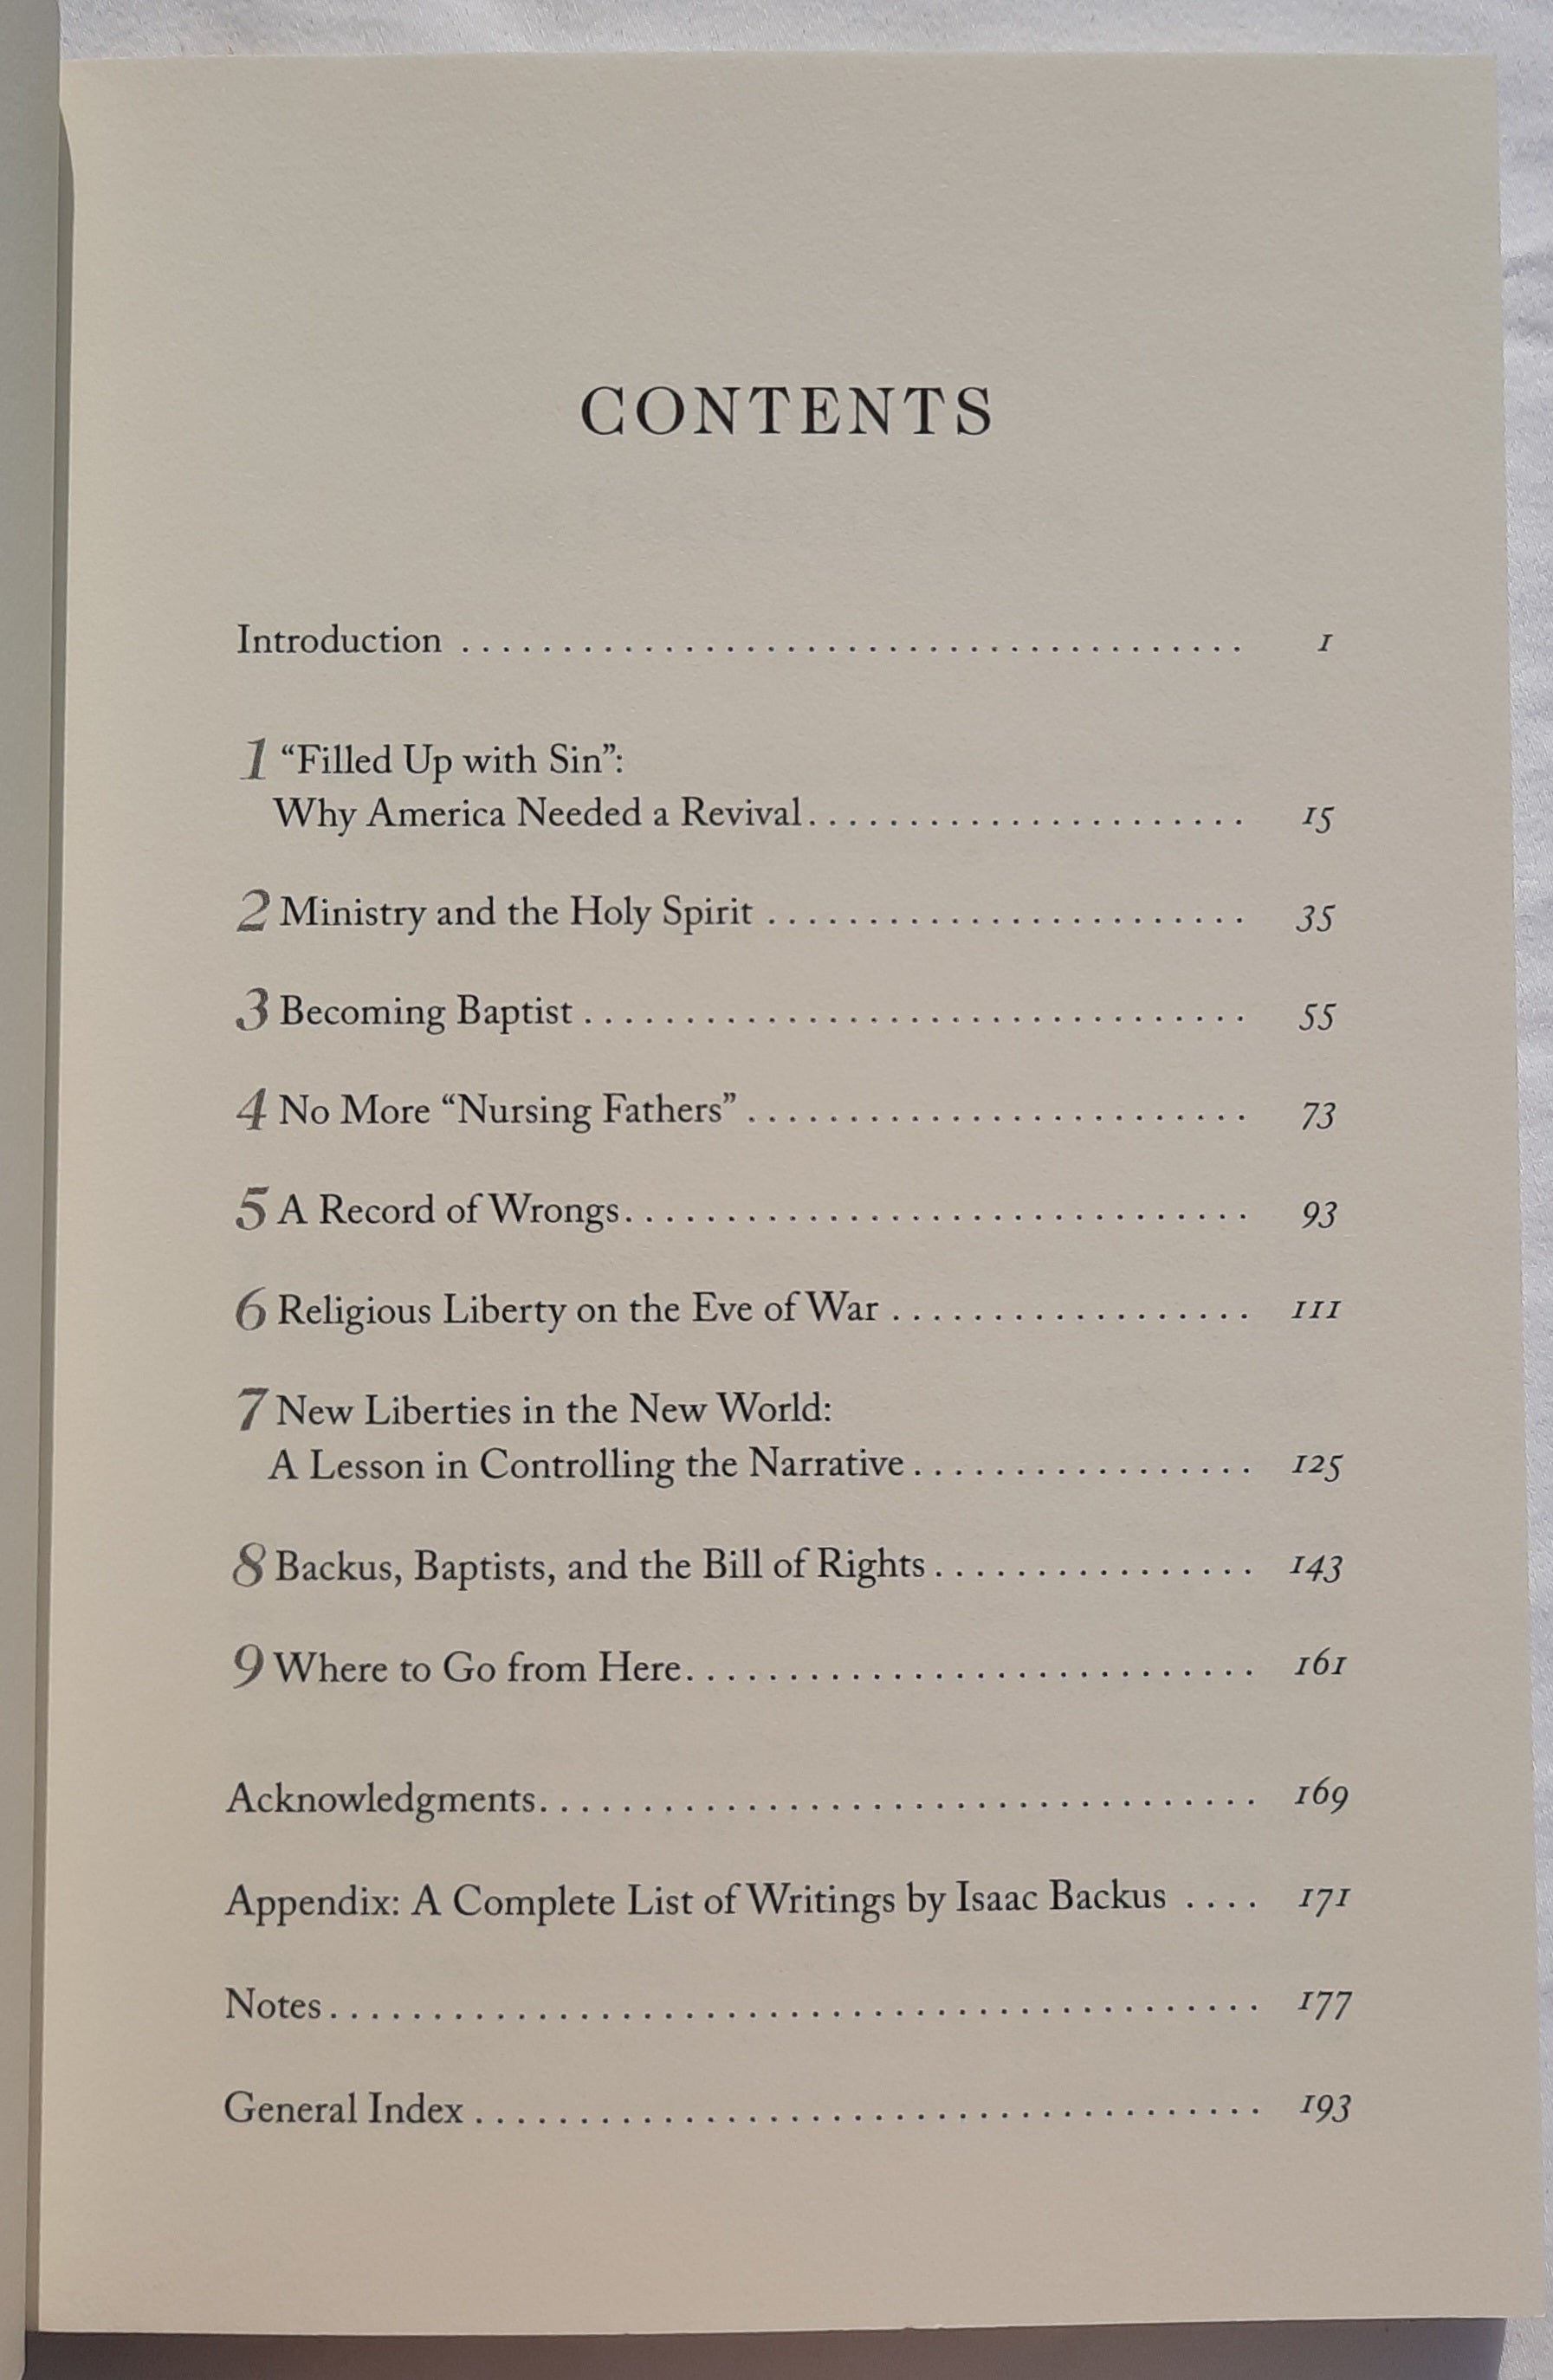 CONTENTS
Introduction . . . . . . . . . . . . . . . . . . . . . . . . . . . . . . . . . . . . . . . 1
1 “Filled Up with Sin”:
Why America Needed a Revival. . . . . . . . . . . . . . . . . . . . . . 15
2 Ministry and the Holy Spirit . . . . . . . . . . . . . . . . . . . . . . . . 35
3 Becoming Baptist . . . . . . . . . . . . . . . . . . . . . . . . . . . . . . . . . 55
4 No More “Nursing Fathers” . . . . . . . . . . . . . . . . . . . . . . . . . 73
5 A Record of Wrongs. . . . . . . . . . . . . . . . . . . . . . . . . . . . . . . 93
6 Religious Liberty on the Eve of War . . . . . . . . . . . . . . . . . . 111
7 New Liberties in the New World:
A Lesson in Controlling the Narrative . . . . . . . . . . . . . . . . . 125
8 Backus, Baptists, and the Bill of Rights . . . . . . . . . . . . . . . . 143
9 Where to Go from Here. . . . . . . . . . . . . . . . . . . . . . . . . . . . 161
Acknowledgments. . . . . . . . . . . . . . . . . . . . . . . . . . . . . . . . . . . 169
Appendix: A Complete List of Writings by Isaac Backus . . . . 171
Notes . . . . . . . . . . . . . . . . . . . . . . . . . . . . . . . . . . . . . . . . . . . . . 177
General Index . . . . . . . . . . . . . . . . . . . . . . . . . . . . . . . . . . . . . . 193